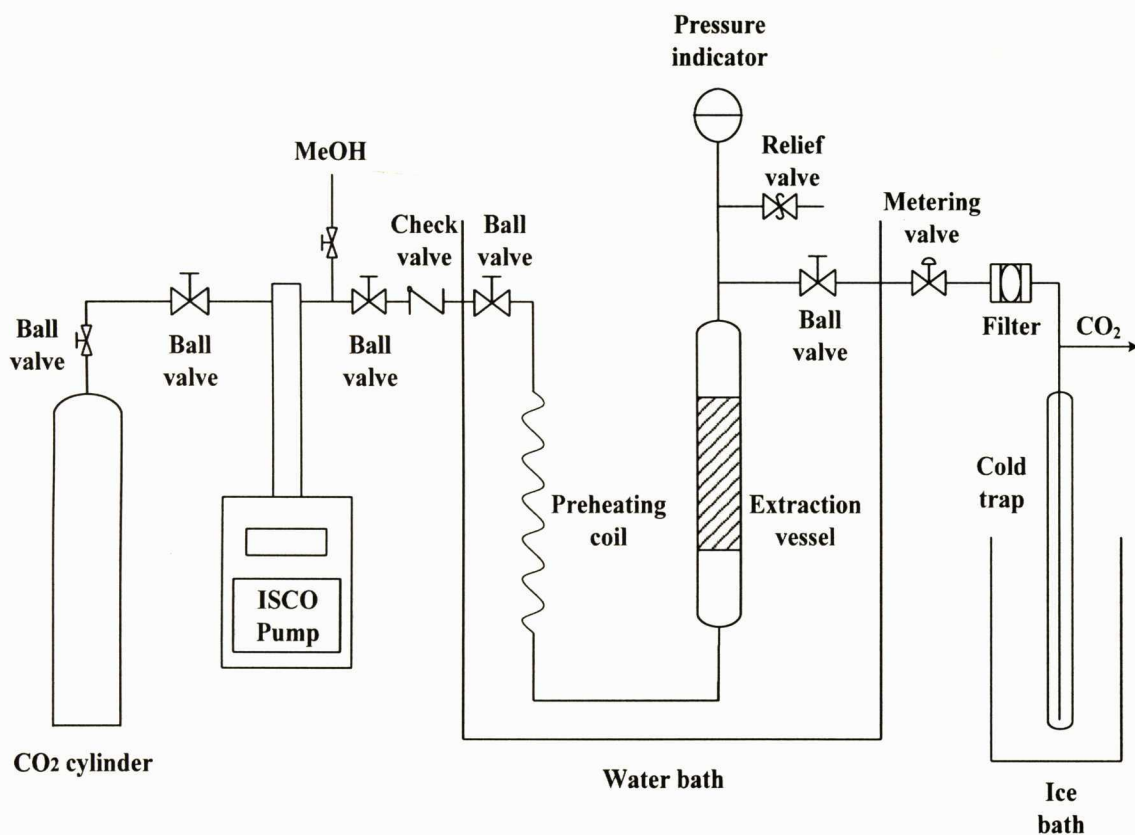 Pressure
indicator
MeOH
Relief
valve
Check
valve
Ball
valve
Metering
valve
Ball
valve
Ball
valve
Ball
valve
Ball
valve
Filter
CO₂
Preheating
coil
Extraction
vessel
Cold
trap
ISCO
Pump
CO2 cylinder
Water bath
Ice
bath